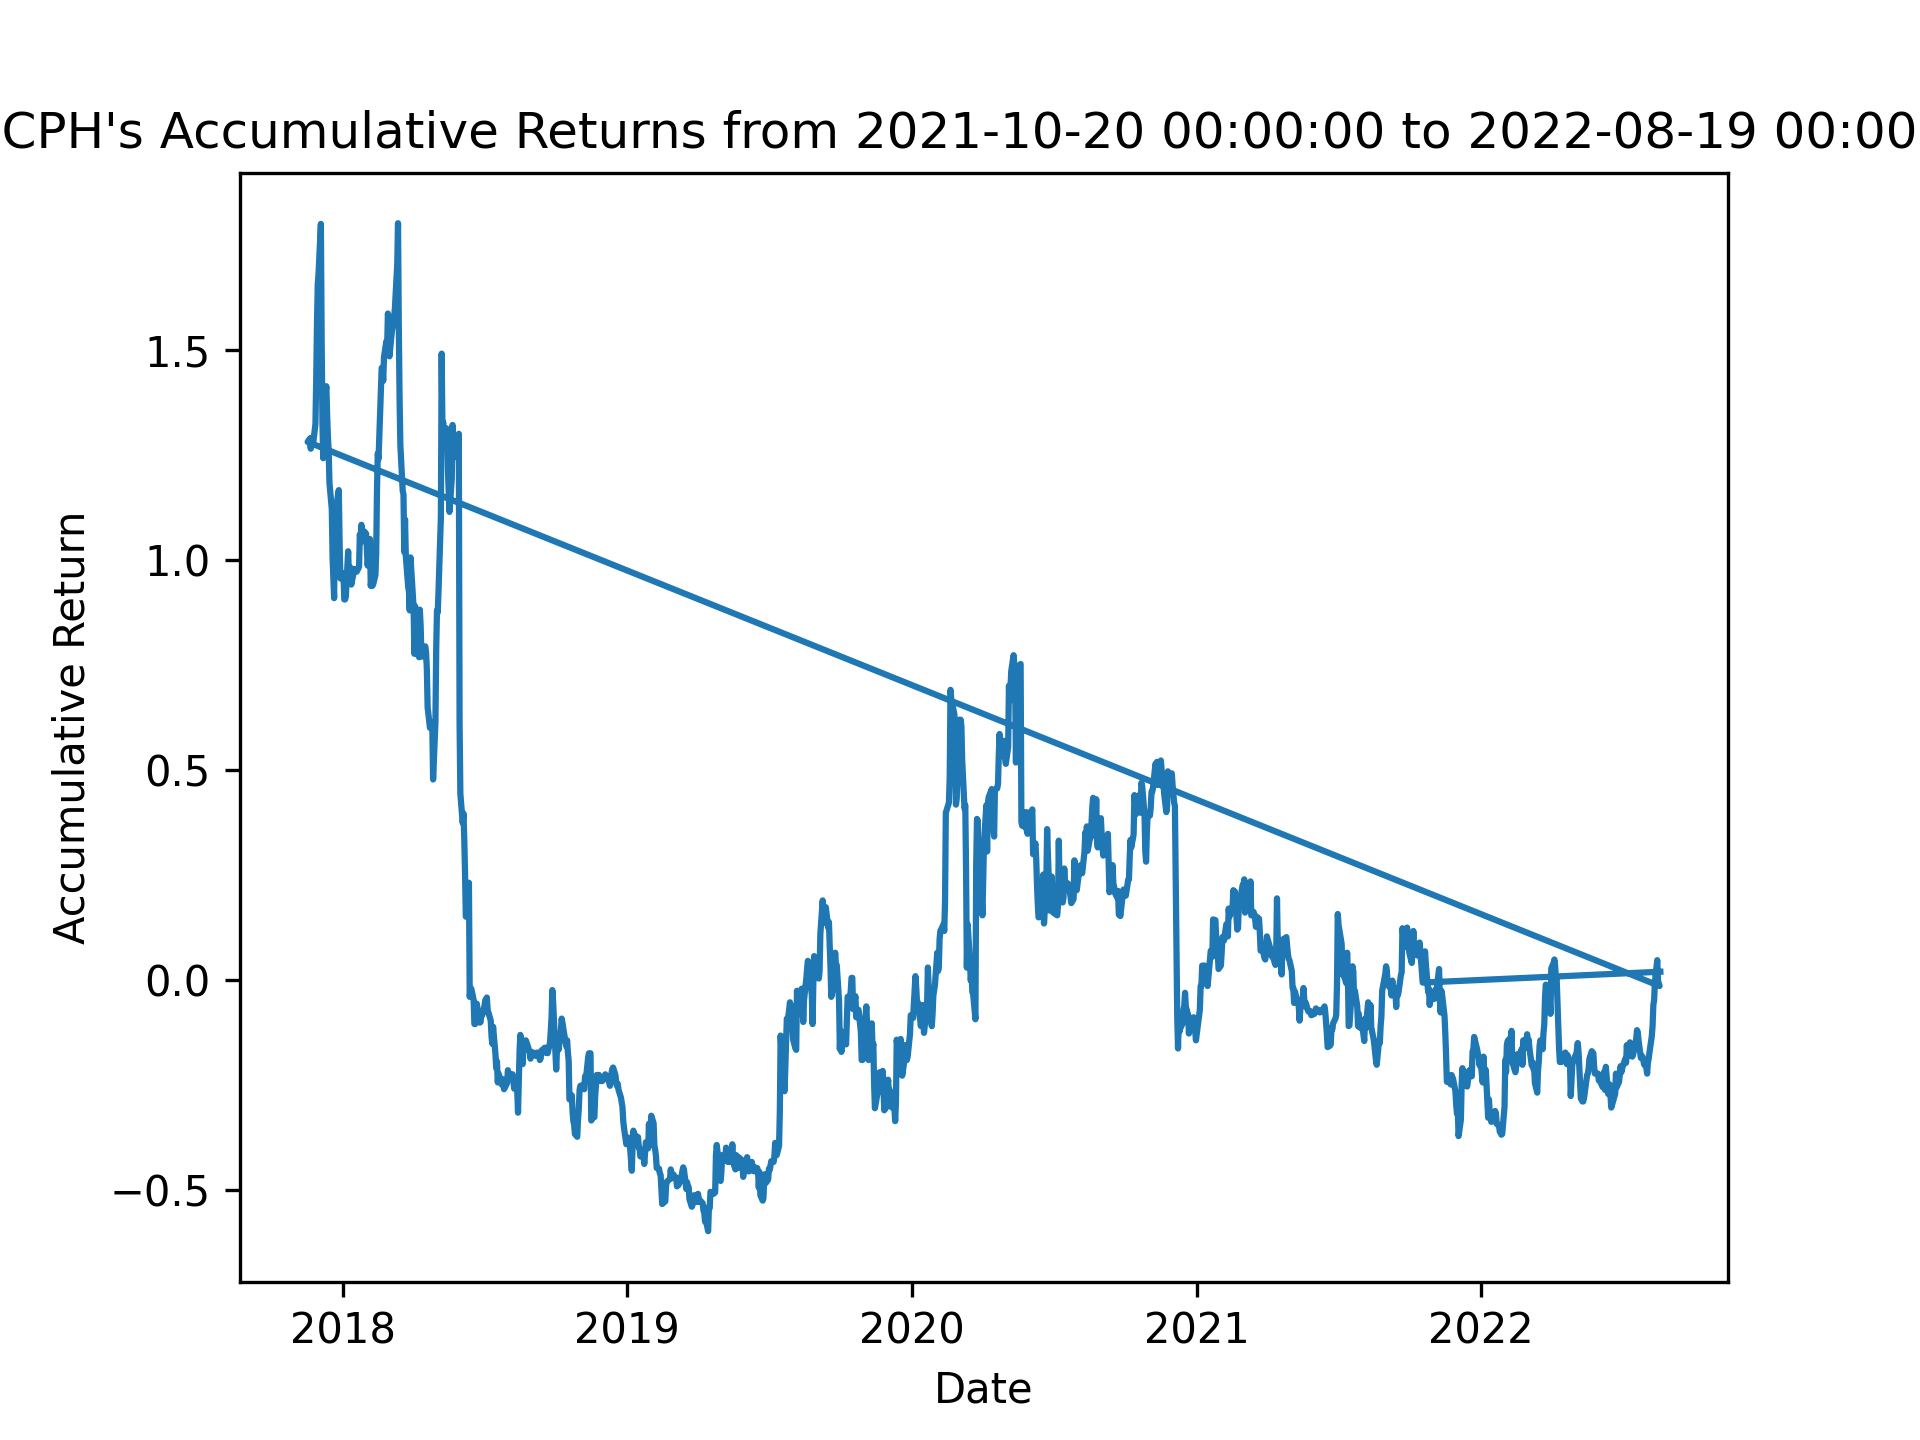 CPH's Accumulative Returns from 2021-10-20 00:00:00 to 2022-08-19 00:00
Accumulative Return
1.5
1.0
0.5
0.0
−0.5
2018 2019 2020 2021 2022
Date